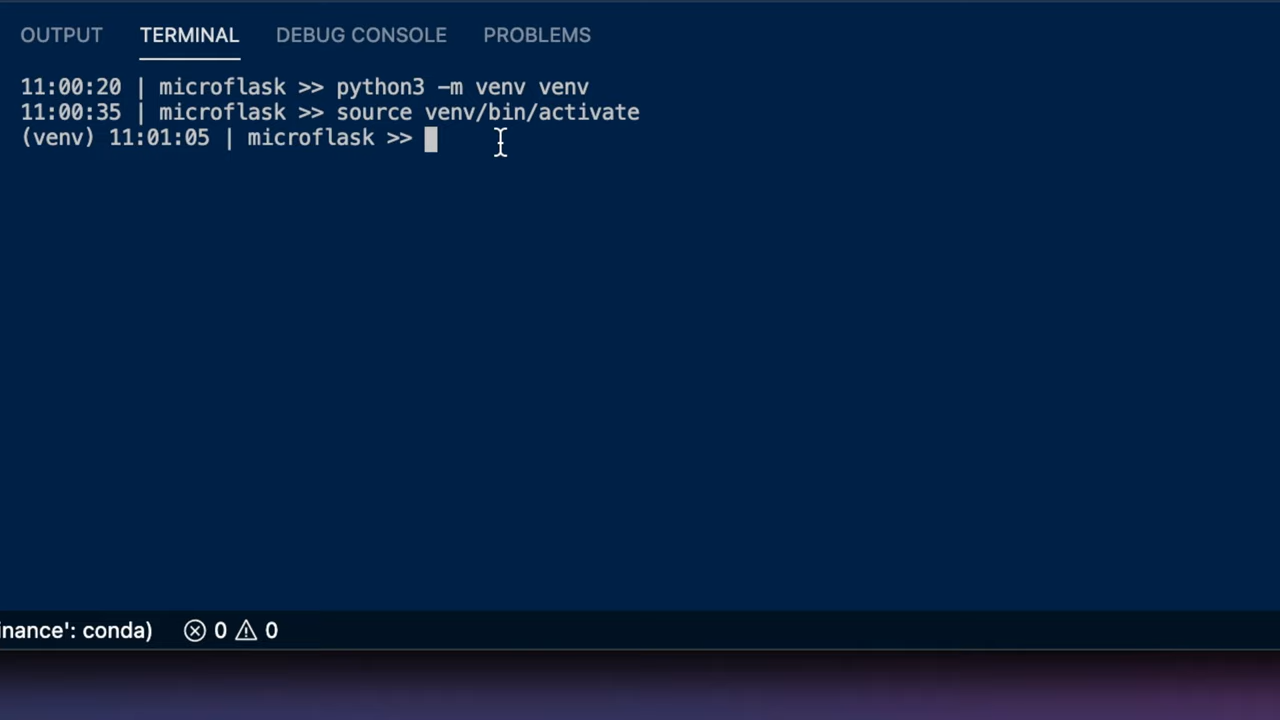 OUTPUT TERMINAL DEBUG CONSOLE PROBLEMS
11:00:20 | microflask >> python3 -m venv venv
11:00:35 | microflask >> source venv/bin/activate
(venv) 11:01:05 | microflask >>
inance': conda) 0 0